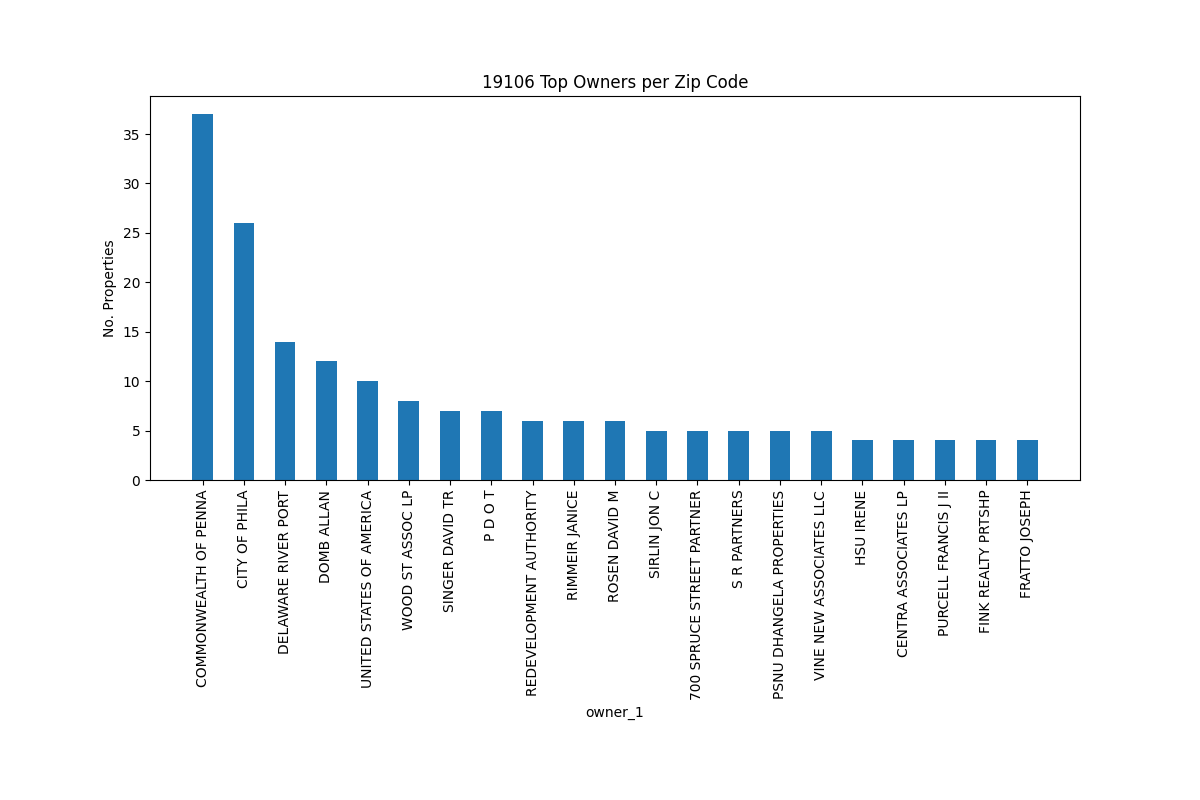 19106 Top Owners per Zip Code
No. Properties
35
30
25
20
15
10
5
0
COMMONWEALTH OF PENNA
CITY OF PHILA
DELAWARE RIVER PORT
DOMB ALLAN
UNITED STATES OF AMERICA
WOOD ST ASSOC LP
SINGER DAVID TR
P D O T
REDEVELOPMENT AUTHORITY
RIMMEIR JANICE
ROSEN DAVID M
SIRLIN JON C
700 SPRUCE STREET PARTNER
S R PARTNERS
PSNU DHANGELA PROPERTIES
VINE NEW ASSOCIATES LLC
HSU IRENE
CENTRA ASSOCIATES LP
PURCELL FRANCIS J II
FINK REALTY PRTSHP
FRATTO JOSEPH
owner_1